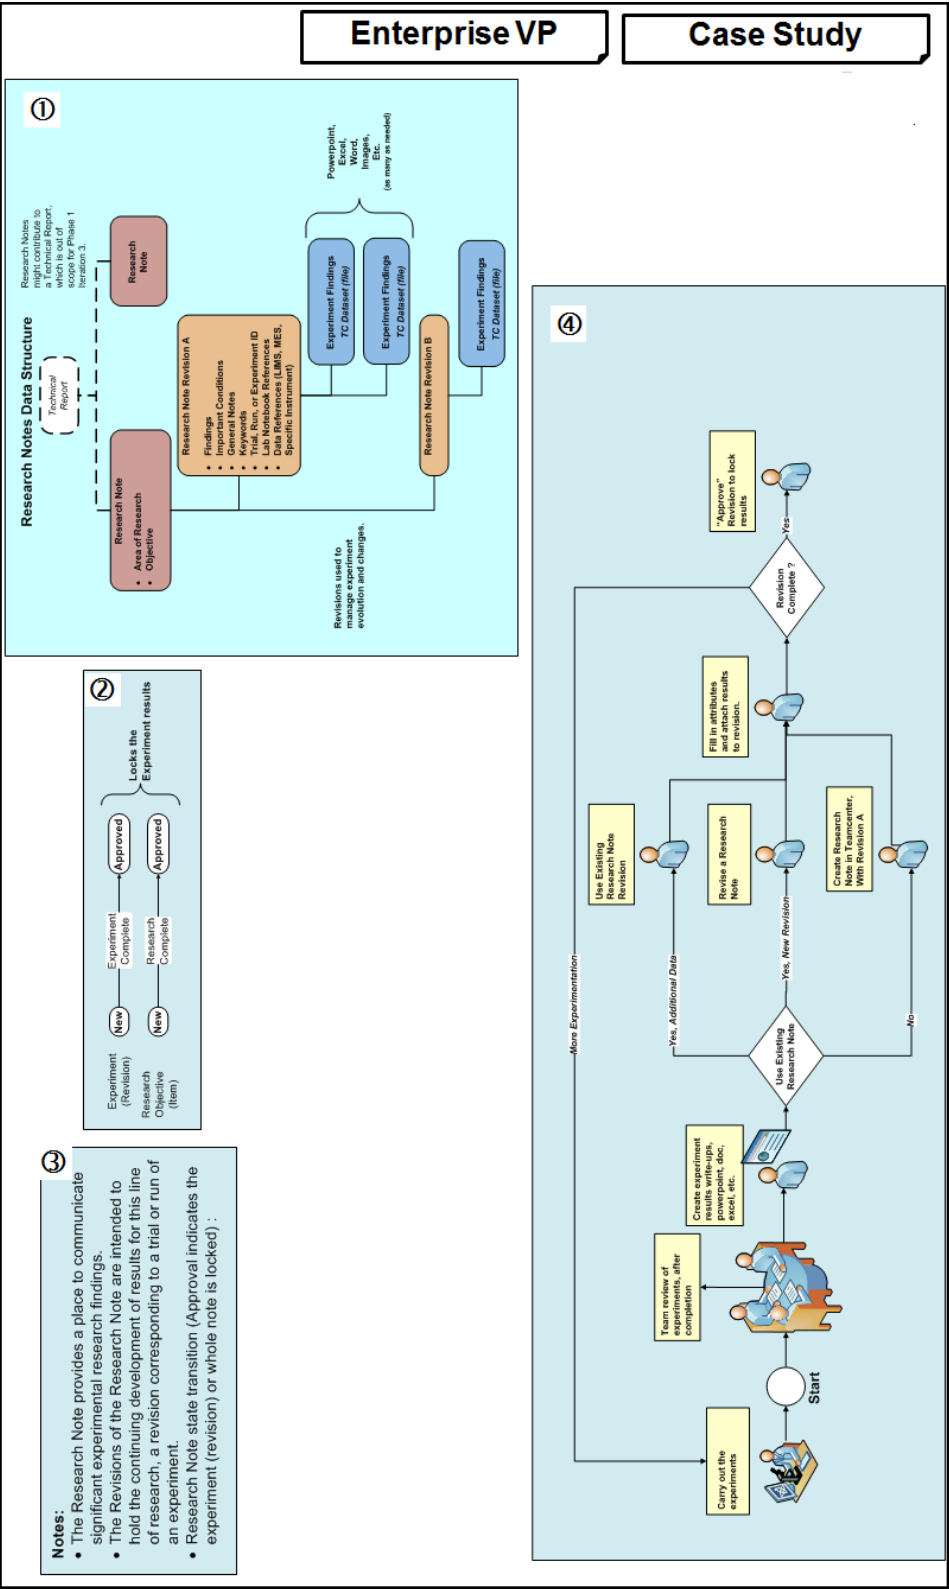 Enterprise VP
Case Study
①
Research Notes Data Structure
Technical
Report
Research Notes
might contribute to
a Technical Report,
which is out of
scope for Phase 1
Iteration 3.
Research Note
• Area of Research
• Objective
Research
Note
Research Note Revision A
• Findings
• Important Conditions
• General Notes
• Keywords
• Trial, Run, or Experiment ID
• Lab Notebook References
• Data References (LIMS, MES,
Specific Instrument)
Experiment Findings
TC Dataset (file)
Experiment Findings
TC Dataset (file)
Powerpoint,
Excel,
Word,
Images,
Etc.
(as many as needed)
Revisions used to
manage experiment
evolution and changes.
Research Note Revision B
Experiment Findings
TC Dataset (file)
②
Experiment
(Revision)
New
Experiment
Complete
Approved
Research
Objective
(Item)
New
Research
Complete
Approved
Locks the
Experiment results
③
Notes:
• The Research Note provides a place to communicate
significant experimental research findings.
• The Revisions of the Research Note are intended to
hold the continuing development of results for this line
of research, a revision corresponding to a trial or run of
an experiment.
• Research Note state transition (Approval indicates the
experiment (revision) or whole note is locked) :
④
Carry out the
experiments
Start
Team review of
experiments, after
completion
Create experiment
results write-ups,
powerpoint, doc,
excel, etc.
Use Existing
Research Note
Yes, Additional Data
Yes, New Revision
No
Use Existing
Research Note
Revision
Revise a Research
Note
Create Research
Note in Teamcenter,
With Revision A
Fill in attributes
and attach results
to revision.
Revision
Complete ?
More Experimentation
Yes
"Approve"
Revision to lock
results